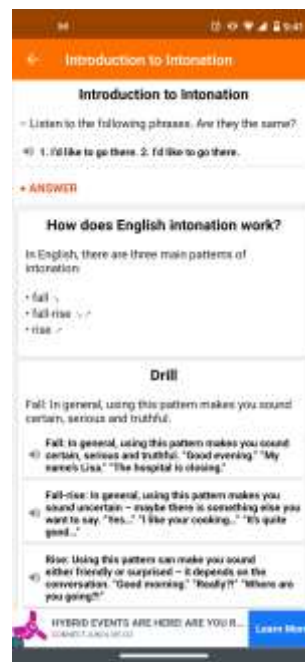 9:41
Introduction to Intonation
Introduction to Intonation
- Listen to the following phrases. Are they the same?
1. I'd like to go there. 2. I'd like to go there.
+ ANSWER
How does English intonation work?
In English, there are three main patterns of
intonation:
• fall ↘
• fall-rise ↘↗
• rise ↗
Drill
Fall: In general, using this pattern makes you sound
certain, serious and truthful.
Fall: In general, using this pattern makes you sound
certain, serious and truthful. "Good evening." "My
name's Lisa." "The hospital is closing."
Fall-rise: In general, using this pattern makes you
sound uncertain – maybe there is something else you
want to say. "Yes..." "I like your cooking..." "It's quite
good..."
Rise: Using this pattern can make you sound
either friendly or surprised – it depends on the
conversation. "Good morning." "Really?!" "Where are
you going?!"
HYBRID EVENTS ARE HERE! ARE YOU R...
Learn More